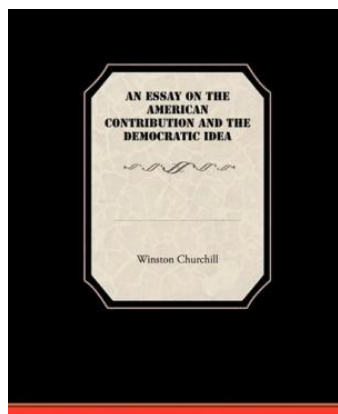 AN ESSAY ON THE
AMERICAN
CONTRIBUTION AND THE
DEMOCRATIC IDEA
Winston Churchill